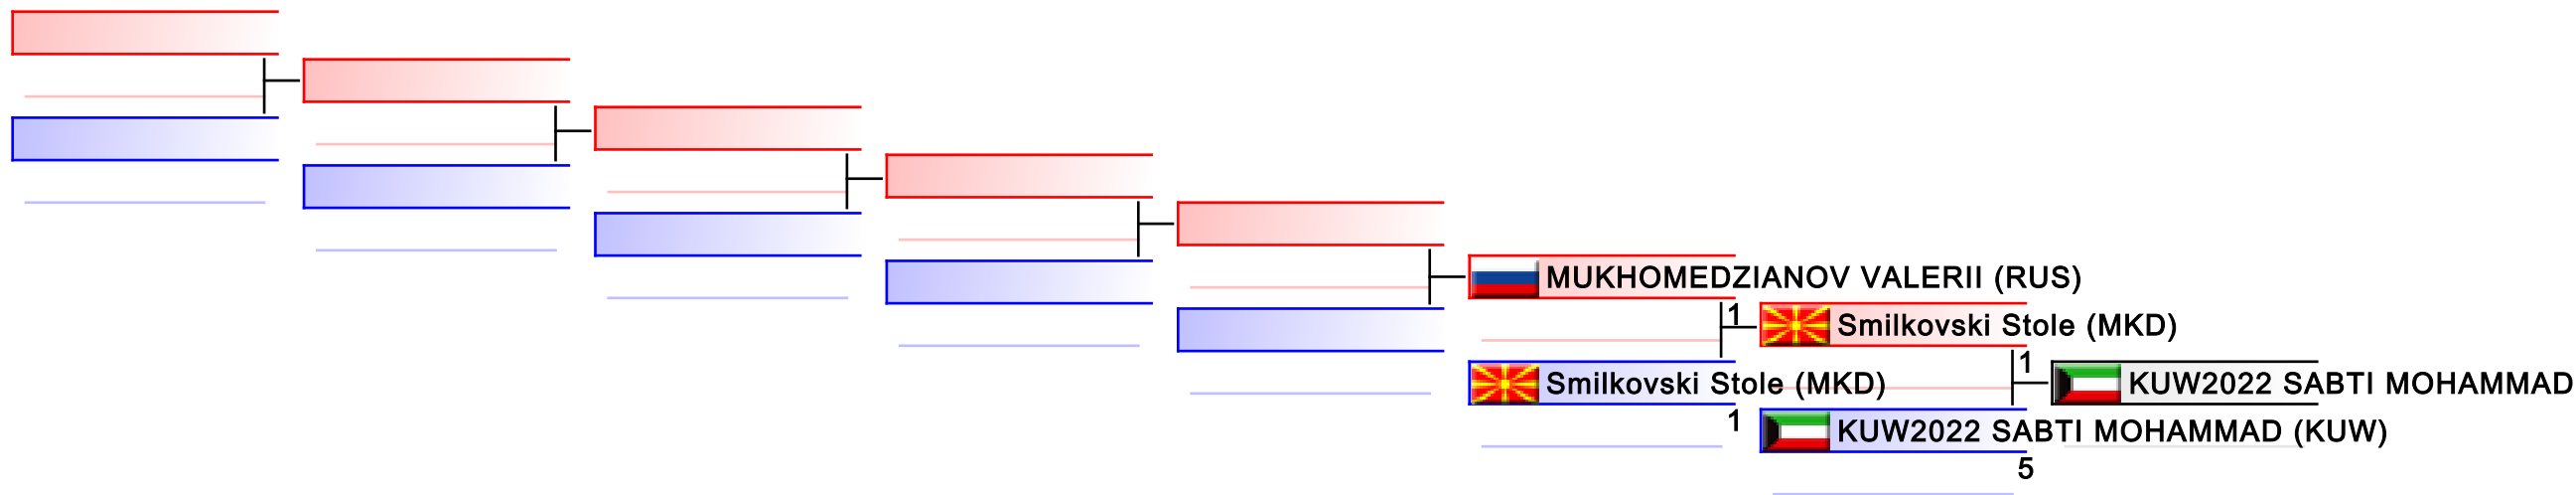 MUKHOMEDZIANOV VALERII (RUS)
1
Smilkovski Stole (MKD)
Smilkovski Stole (MKD)
1
1
KUW2022 SABTI MOHAMMAD
KUW2022 SABTI MOHAMMAD (KUW)
5